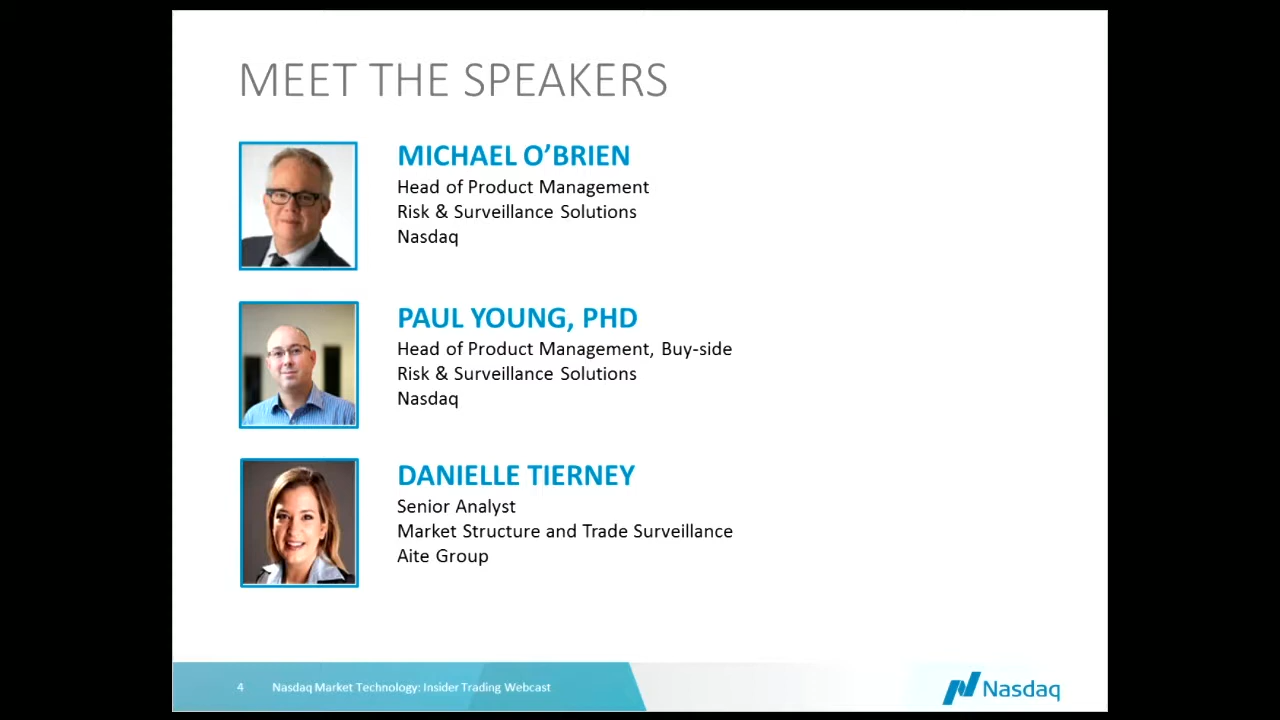 MEET THE SPEAKERS
MICHAEL O’BRIEN
Head of Product Management
Risk & Surveillance Solutions
Nasdaq
PAUL YOUNG, PHD
Head of Product Management, Buy-side
Risk & Surveillance Solutions
Nasdaq
DANIELLE TIERNEY
Senior Analyst
Market Structure and Trade Surveillance
Aite Group
4 Nasdaq Market Technology: Insider Trading Webcast
Nasdaq